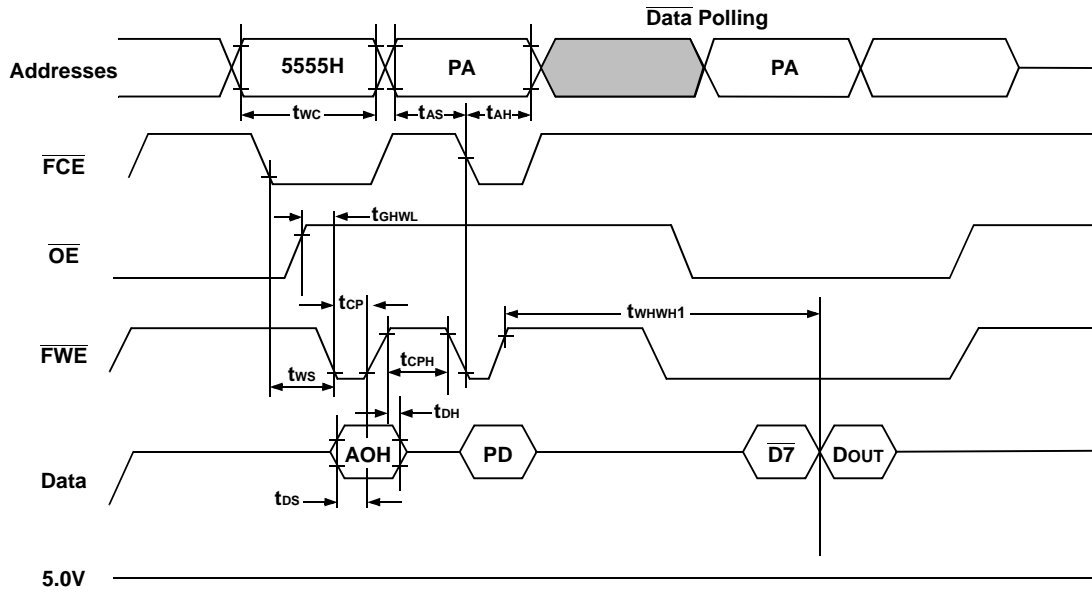 Data Polling
Addresses
5555H
PA
PA
tWC
tAS
tAH
FCE
tGHWL
OE
tCP
tWHWH1
FWE
tCPH
tWS
tDH
AOH
PD
D7
DOUT
Data
tDS
5.0V